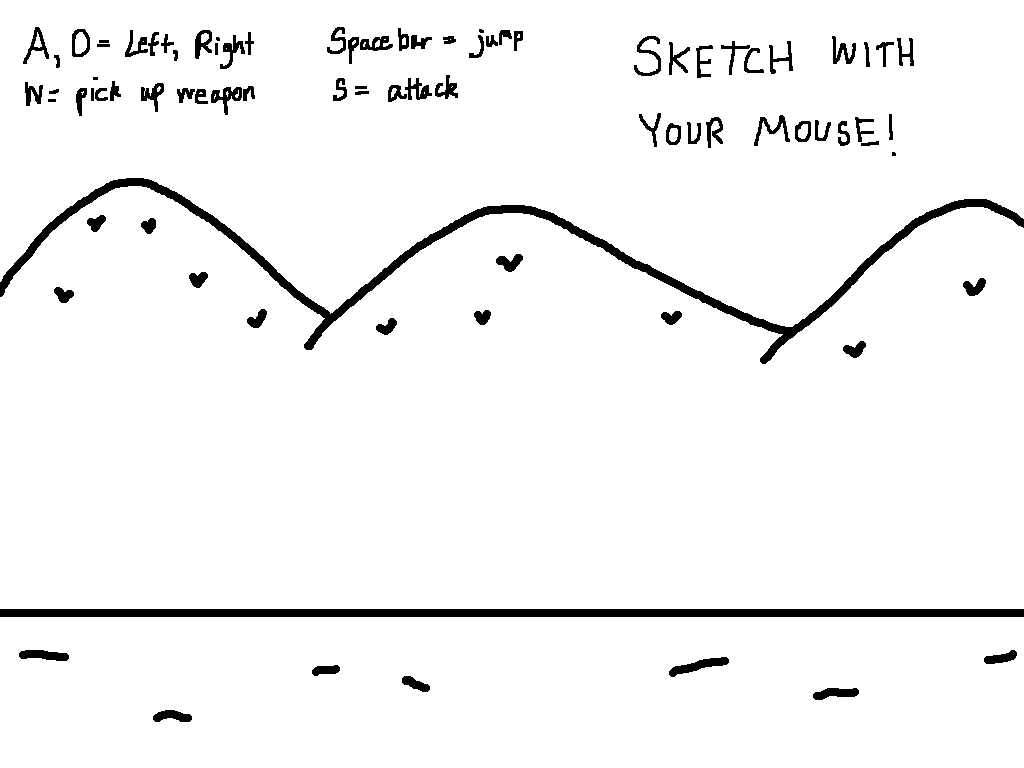 A, D = Left, Right
W = pick up weapon
Space bar = jump
S = attack
SKETCH WITH
YOUR MOUSE!